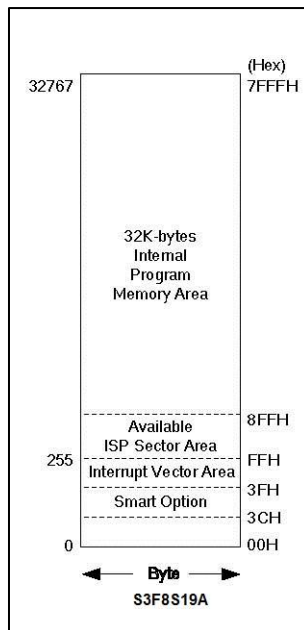 (Hex)
32767 7FFFH
32K-bytes
Internal
Program
Memory Area
8FFH
Available
ISP Sector Area
255 FFH
Interrupt Vector Area
3FH
Smart Option
3CH
0 00H
Byte
S3F8S19A